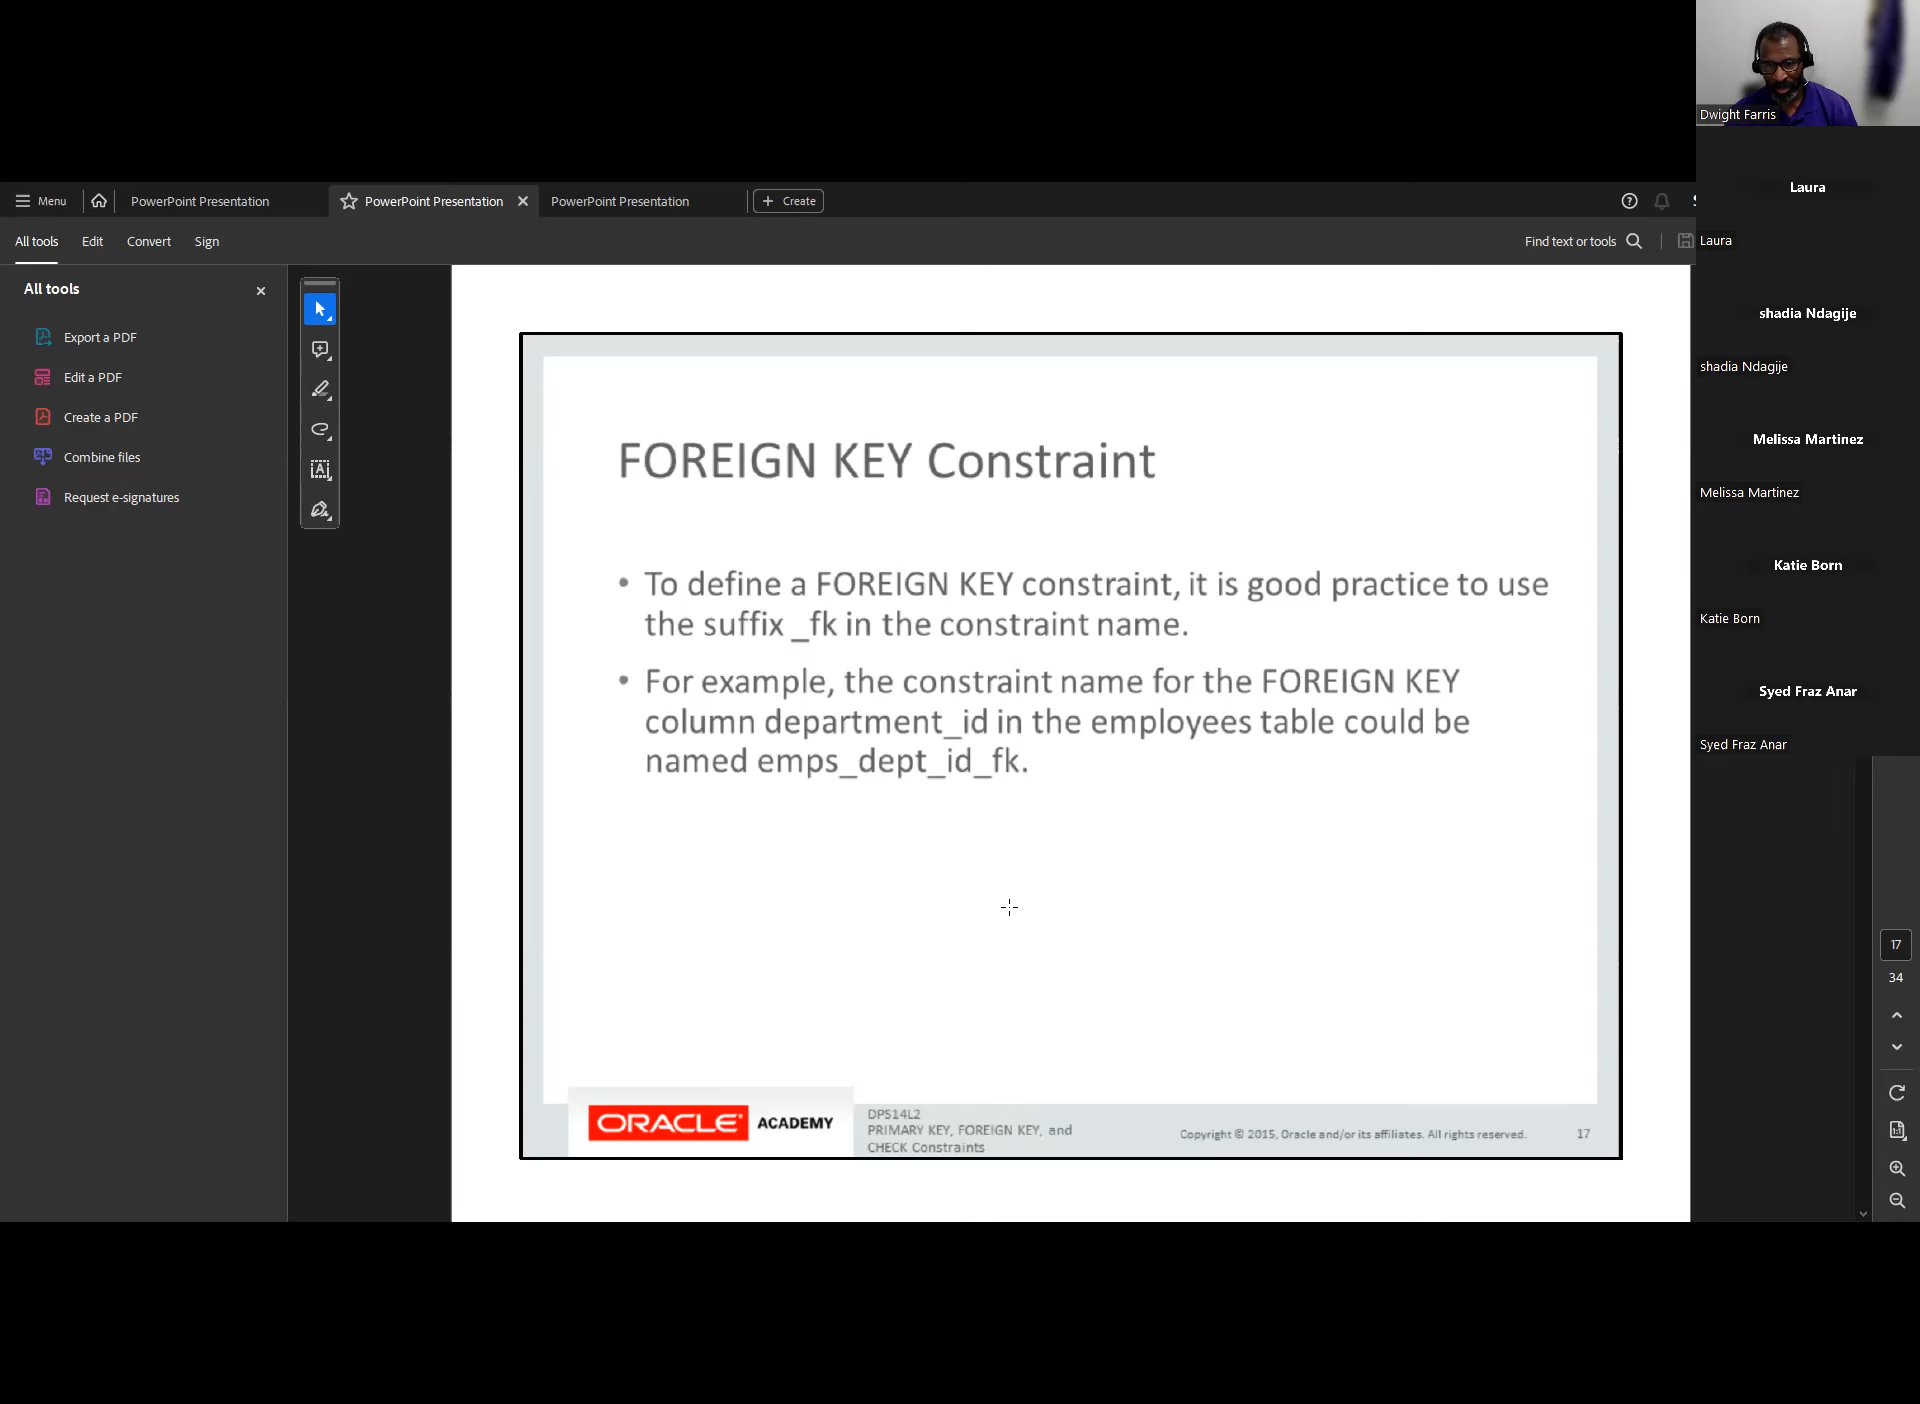 Dwight Farris
Menu
PowerPoint Presentation
PowerPoint Presentation
PowerPoint Presentation
Create
All tools
Edit
Convert
Sign
Find text or tools
Laura
Laura
shadia Ndagije
shadia Ndagije
Melissa Martinez
Melissa Martinez
Katie Born
Katie Born
Syed Fraz Anar
Syed Fraz Anar
All tools
Export a PDF
Edit a PDF
Create a PDF
Combine files
Request e-signatures
FOREIGN KEY Constraint
• To define a FOREIGN KEY constraint, it is good practice to use
the suffix _fk in the constraint name.
• For example, the constraint name for the FOREIGN KEY
column department_id in the employees table could be
named emps_dept_id_fk.
ORACLE ACADEMY
DPS14L2
PRIMARY KEY, FOREIGN KEY, and
CHECK Constraints
Copyright © 2015, Oracle and/or its affiliates. All rights reserved.
17
17
34